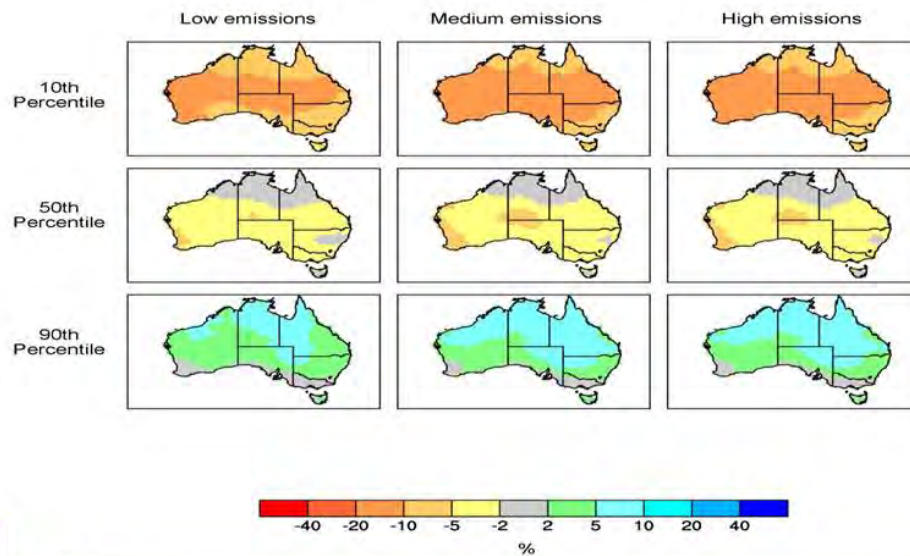 Low emissions Medium emissions High emissions
10th
Percentile
50th
Percentile
90th
Percentile
-40 -20 -10 -5 -2 2 5 10 20 40
%